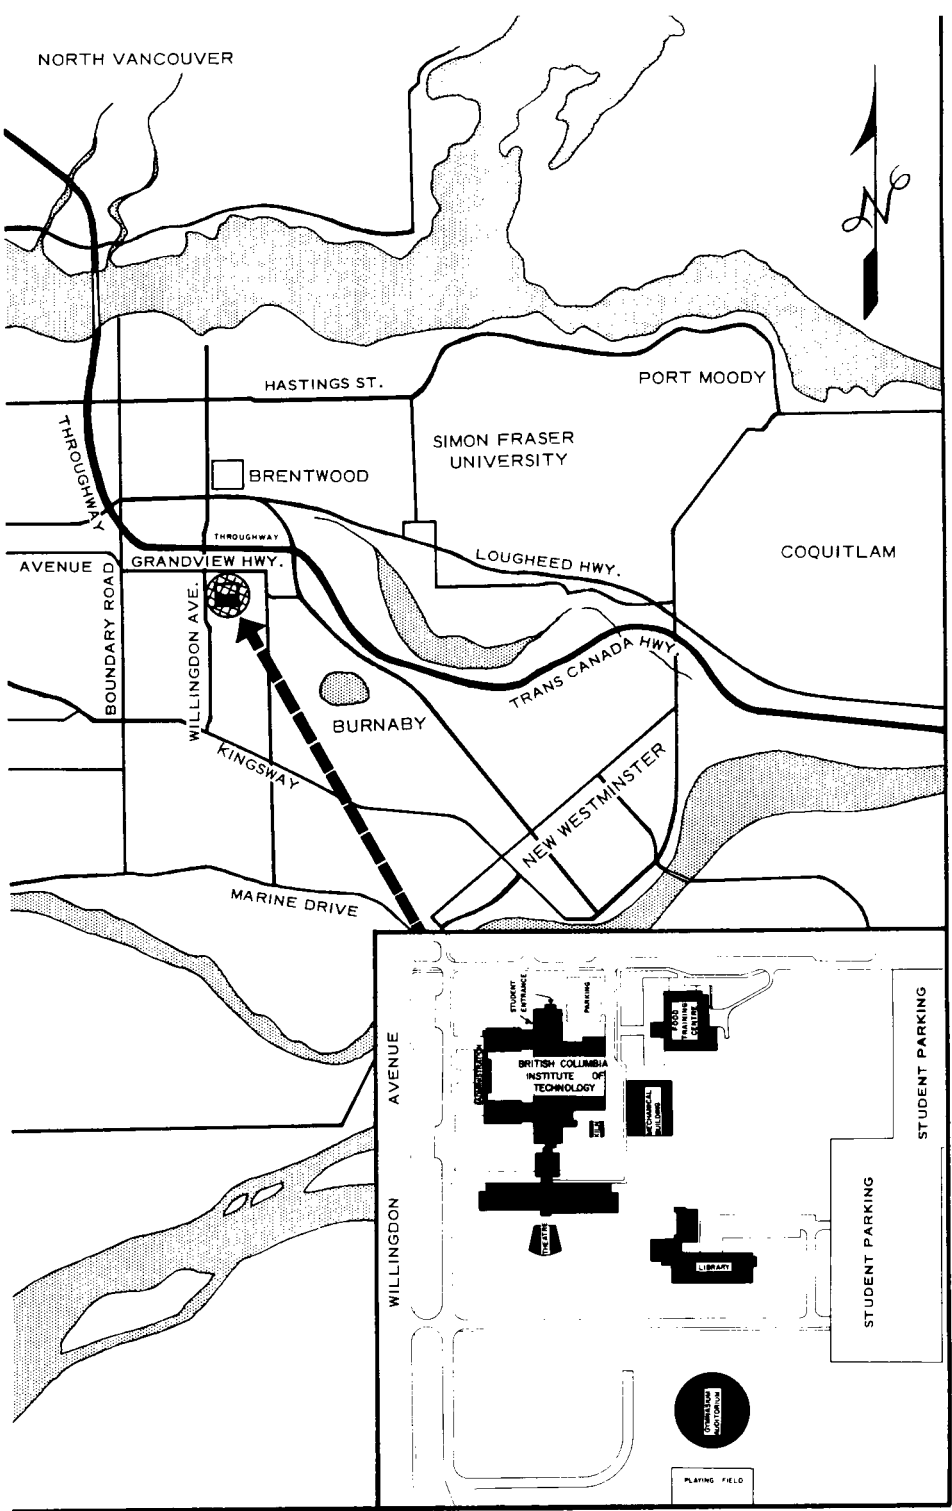 NORTH VANCOUVER
N
HASTINGS ST.
PORT MOODY
THROUGHWAY
SIMON FRASER
UNIVERSITY
BRENTWOOD
THROUGHWAY
LOUGHEED HWY.
COQUITLAM
AVENUE
GRANDVIEW HWY.
BOUNDARY ROAD
WILLINGDON AVE.
TRANS CANADA HWY.
BURNABY
KINGSWAY
NEW WESTMINSTER
MARINE DRIVE
STUDENT
ENTRANCE
PARKING
FOOD
TRAINING
CENTRE
STUDENT PARKING
AVENUE
ADMINISTRATION
BRITISH COLUMBIA
INSTITUTE OF
TECHNOLOGY
MECHANICAL
BUILDING
THEATRE
WILLINGDON
LIBRARY
STUDENT PARKING
GYMNASIUM
AUDITORIUM
PLAYING FIELD